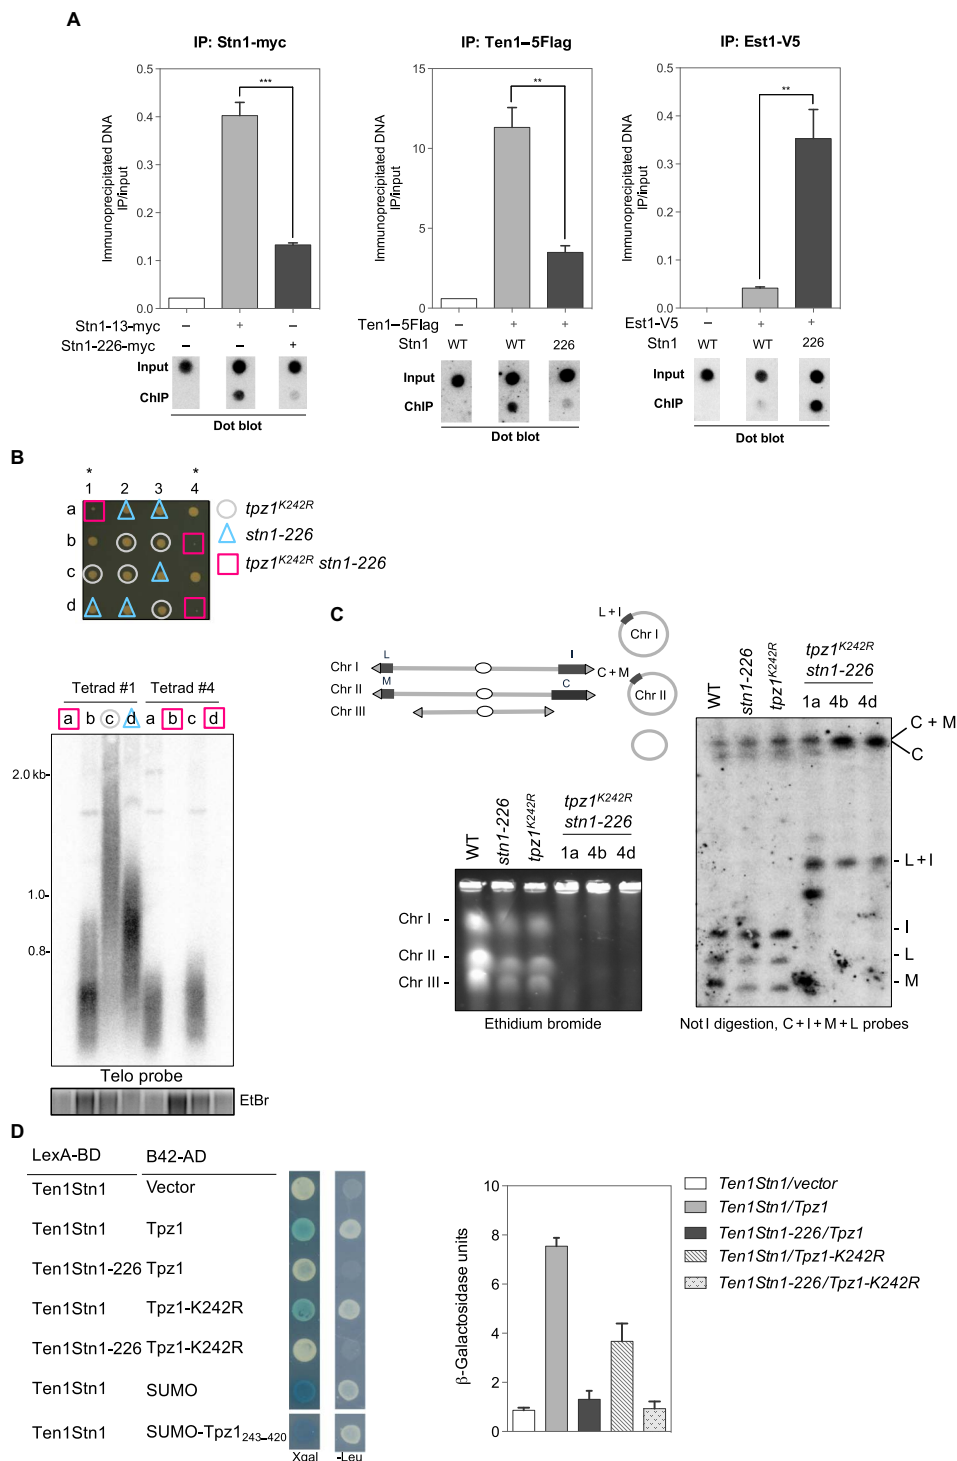 A
IP: Stn1-myc
Immunoprecipitated DNA
IP/input
0.5
0.4
0.3
0.2
0.1
0.0
***
Stn1-13-myc – + –
Stn1-226-myc – – +
Input
ChIP
Dot blot
IP: Ten1–5Flag
Immunoprecipitated DNA
IP/input
15
10
5
0
**
Ten1–5Flag – + +
Stn1 WT WT 226
Input
ChIP
Dot blot
IP: Est1-V5
Immunoprecipitated DNA
IP/input
0.5
0.4
0.3
0.2
0.1
0.0
**
Est1-V5 – + +
Stn1 WT WT 226
Input
ChIP
Dot blot
B
* *
1 2 3 4
a
b
c
d
tpz1K242R
stn1-226
tpz1K242R stn1-226
Tetrad #1 Tetrad #4
a b c d a b c d
2.0 kb
1.0
0.8
Telo probe
EtBr
C
L I
Chr I
M C
Chr II
Chr III
L + I
Chr I
C + M
Chr II
WT stn1-226 tpz1K242R
tpz1K242R
stn1-226
1a 4b 4d
Chr I
Chr II
Chr III
Ethidium bromide
WT stn1-226 tpz1K242R
tpz1K242R
stn1-226
1a 4b 4d
C + M
C
L + I
I
L
M
Not I digestion, C + I + M + L probes
D
LexA-BD B42-AD
Ten1Stn1 Vector
Ten1Stn1 Tpz1
Ten1Stn1-226 Tpz1
Ten1Stn1 Tpz1-K242R
Ten1Stn1-226 Tpz1-K242R
Ten1Stn1 SUMO
Ten1Stn1 SUMO-Tpz1243–420
Xgal -Leu
β-Galactosidase units
10
8
6
4
2
0
Ten1Stn1/vector
Ten1Stn1/Tpz1
Ten1Stn1-226/Tpz1
Ten1Stn1/Tpz1-K242R
Ten1Stn1-226/Tpz1-K242R